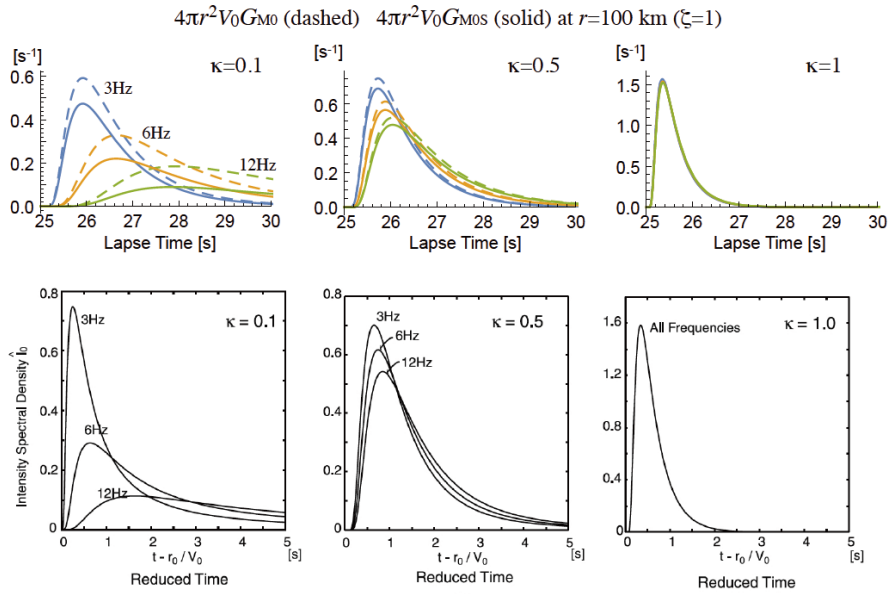 4πr²V₀G_M0 (dashed) 4πr²V₀G_M0S (solid) at r=100 km (ζ=1)
[s⁻¹]
κ=0.1
0.6
0.4
0.2
0.0
3Hz
6Hz
12Hz
25 26 27 28 29 30
Lapse Time [s]
[s⁻¹]
κ=0.5
0.8
0.6
0.4
0.2
0.0
25 26 27 28 29 30
Lapse Time [s]
[s⁻¹]
κ=1
1.5
1.0
0.5
0.0
25 26 27 28 29 30
Lapse Time [s]
Intensity Spectral Density Î₀
0.8
0.6
0.4
0.2
0
κ = 0.1
3Hz
6Hz
12Hz
0 1 2 3 4 5
t - r₀ / V₀ [s]
Reduced Time
0.8
0.6
0.4
0.2
0
κ = 0.5
3Hz
6Hz
12Hz
0 1 2 3 4 5
t - r₀ / V₀ [s]
Reduced Time
1.6
1.2
0.8
0.4
0
All Frequencies
κ = 1.0
0 1 2 3 4 5
t - r₀ / V₀ [s]
Reduced Time